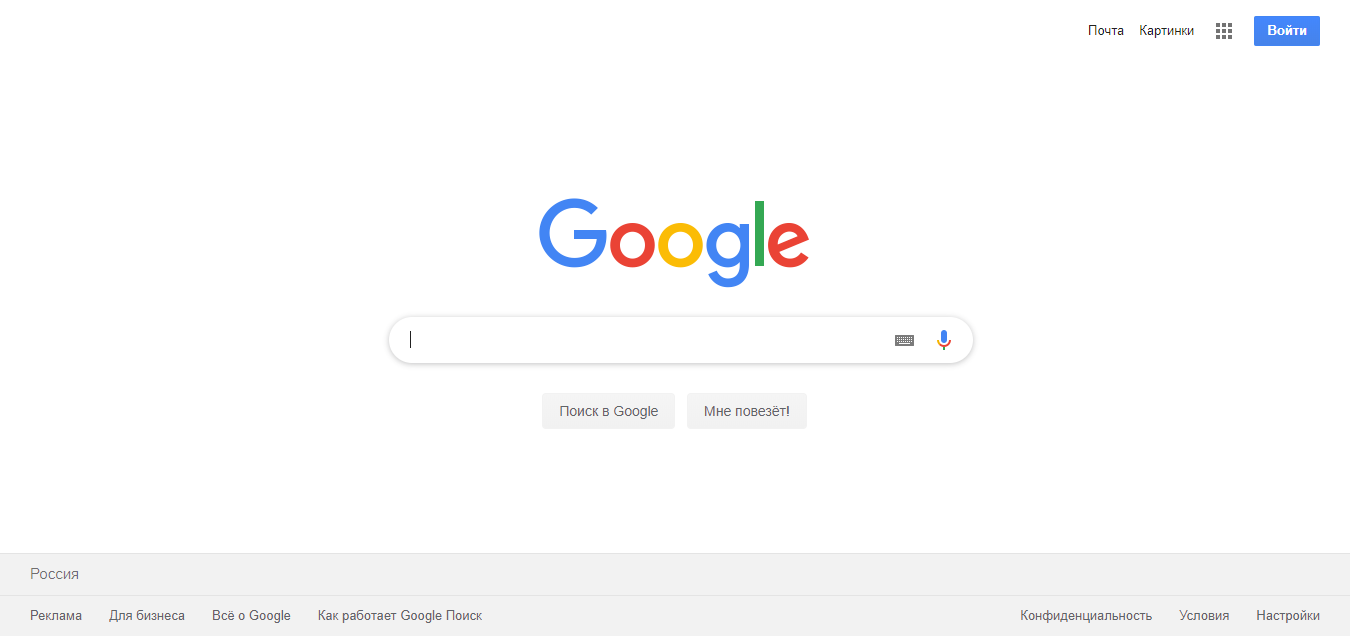 Почта Картинки Войти
Google
Поиск в Google Мне повезёт!
Россия
Реклама Для бизнеса Всё о Google Как работает Google Поиск Конфиденциальность Условия Настройки